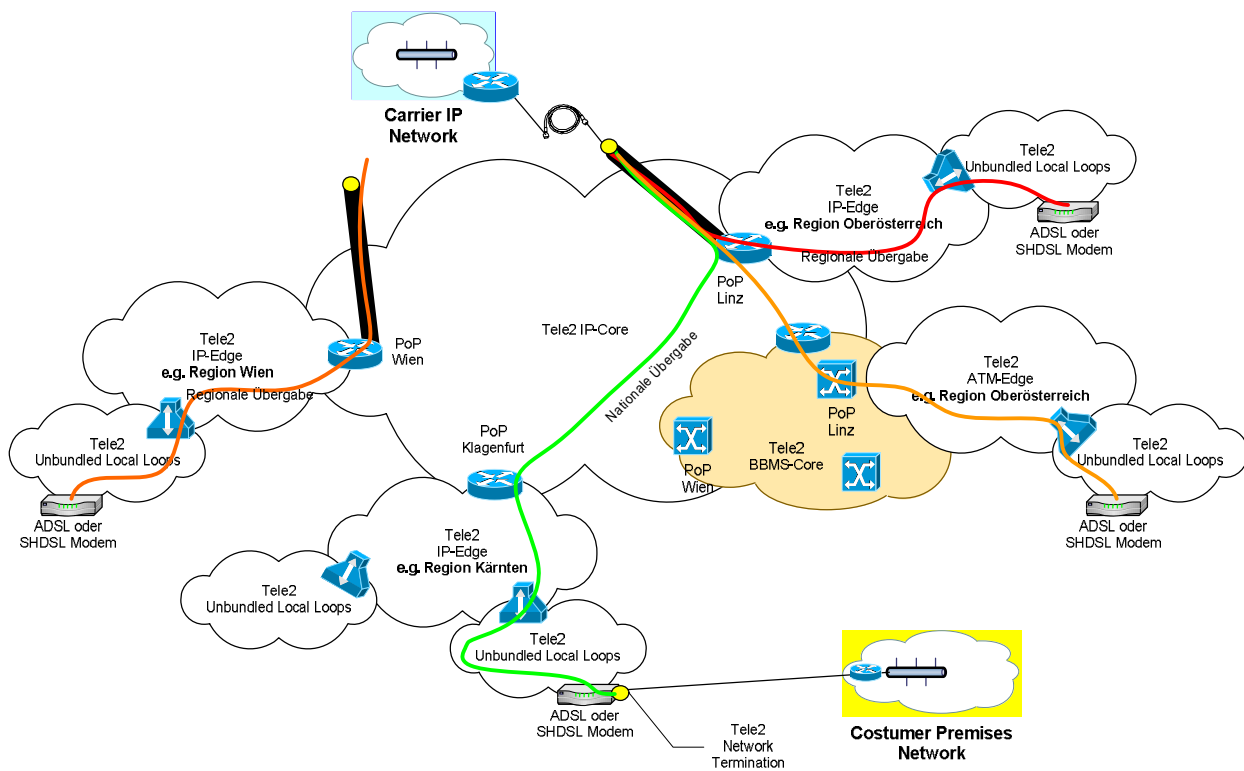 Carrier IP
Network
Tele2
Unbundled Local Loops
ADSL oder
SHDSL Modem
Tele2
IP-Edge
e.g. Region Oberösterreich
Regionale Übergabe
PoP
Linz
Tele2 IP-Core
Nationale Übergabe
PoP
Wien
Tele2
IP-Edge
e.g. Region Wien
Regionale Übergabe
Tele2
Unbundled Local Loops
ADSL oder
SHDSL Modem
Tele2
ATM-Edge
e.g. Region Oberösterreich
PoP
Linz
Tele2
BBMS-Core
PoP
Wien
Tele2
Unbundled Local Loops
ADSL oder
SHDSL Modem
PoP
Klagenfurt
Tele2
IP-Edge
e.g. Region Kärnten
Tele2
Unbundled Local Loops
Tele2
Unbundled Local Loops
ADSL oder
SHDSL Modem
Tele2
Network
Termination
Costumer Premises
Network